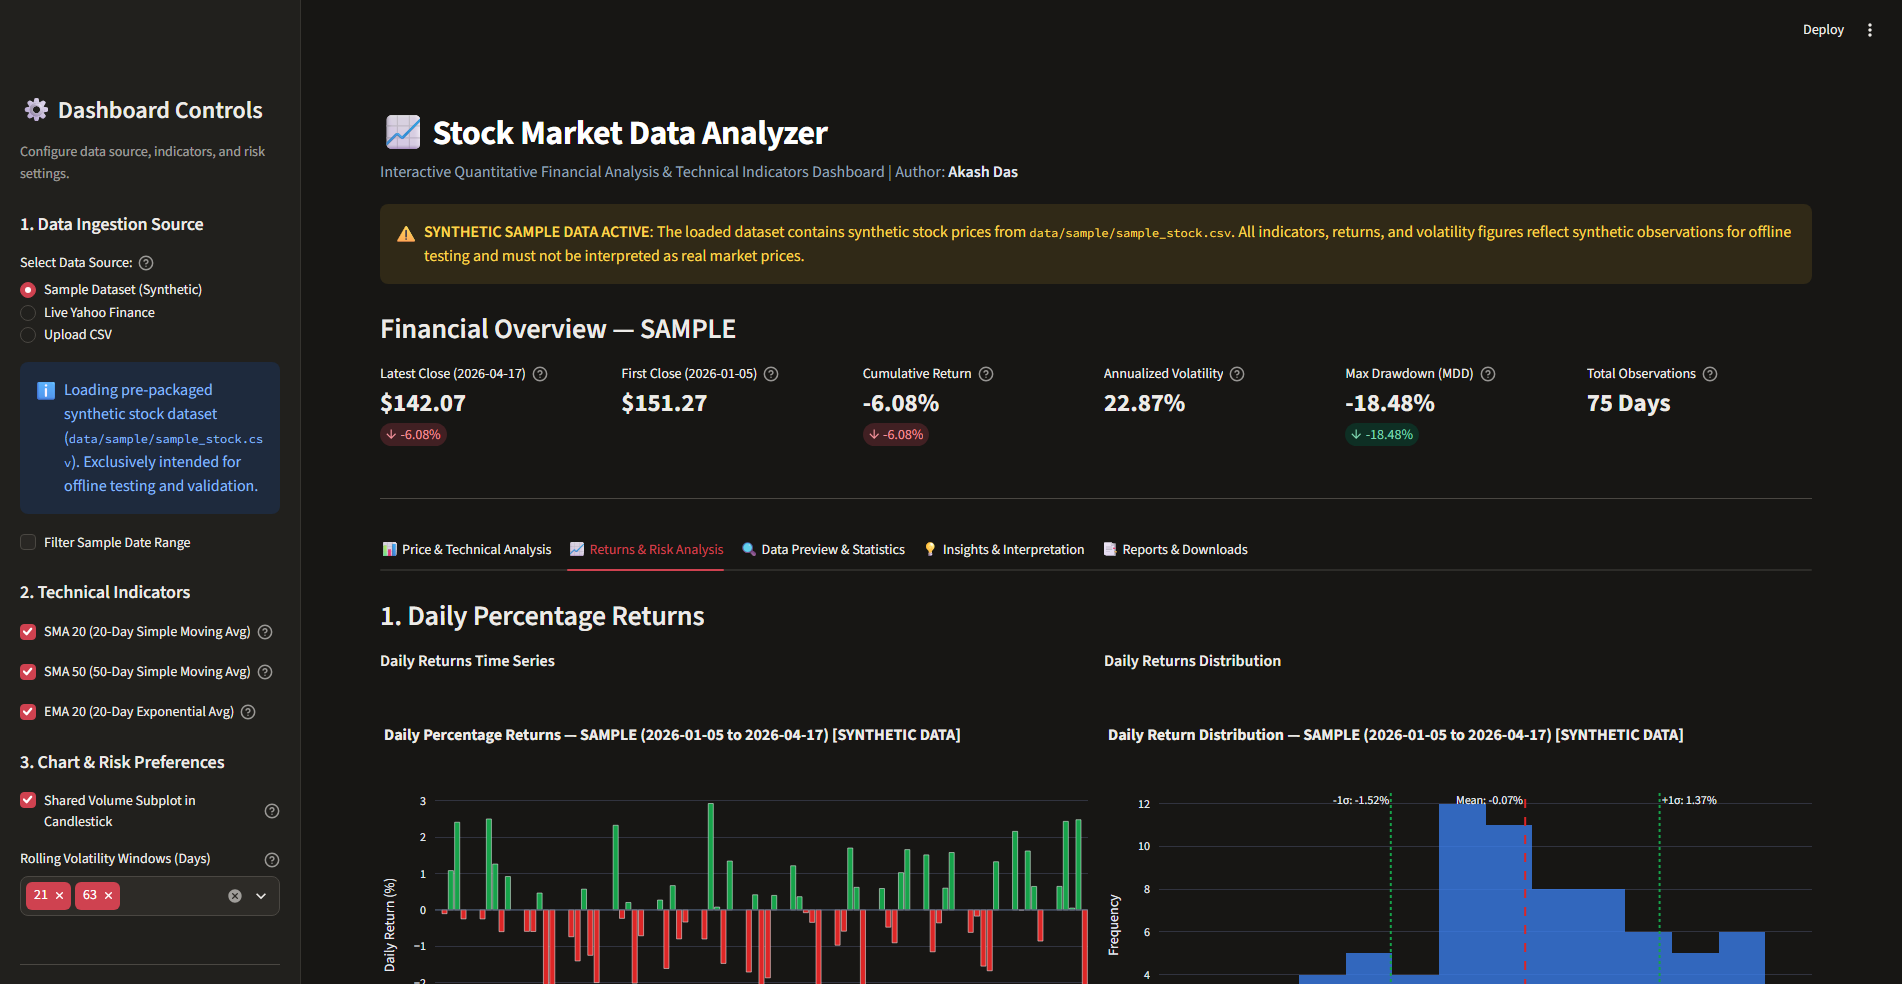 Deploy
Dashboard Controls
Configure data source, indicators, and risk
settings.
1. Data Ingestion Source
Select Data Source:
Sample Dataset (Synthetic)
Live Yahoo Finance
Upload CSV
Loading pre-packaged
synthetic stock dataset
(data/sample/sample_stock.cs
v). Exclusively intended for
offline testing and validation.
Filter Sample Date Range
2. Technical Indicators
SMA 20 (20-Day Simple Moving Avg)
SMA 50 (50-Day Simple Moving Avg)
EMA 20 (20-Day Exponential Avg)
3. Chart & Risk Preferences
Shared Volume Subplot in
Candlestick
Rolling Volatility Windows (Days)
21 × 63 ×
Stock Market Data Analyzer
Interactive Quantitative Financial Analysis & Technical Indicators Dashboard | Author: Akash Das
SYNTHETIC SAMPLE DATA ACTIVE: The loaded dataset contains synthetic stock prices from data/sample/sample_stock.csv. All indicators, returns, and volatility figures reflect synthetic observations for offline
testing and must not be interpreted as real market prices.
Financial Overview — SAMPLE
Latest Close (2026-04-17)
$142.07
↓ -6.08%
First Close (2026-01-05)
$151.27
Cumulative Return
-6.08%
↓ -6.08%
Annualized Volatility
22.87%
Max Drawdown (MDD)
-18.48%
↓ -18.48%
Total Observations
75 Days
Price & Technical Analysis
Returns & Risk Analysis
Data Preview & Statistics
Insights & Interpretation
Reports & Downloads
1. Daily Percentage Returns
Daily Returns Time Series
Daily Percentage Returns — SAMPLE (2026-01-05 to 2026-04-17) [SYNTHETIC DATA]
3
2
1
0
−1
−2
Daily Return (%)
Daily Returns Distribution
Daily Return Distribution — SAMPLE (2026-01-05 to 2026-04-17) [SYNTHETIC DATA]
-1σ: -1.52%
Mean: -0.07%
+1σ: 1.37%
12
10
8
6
4
Frequency